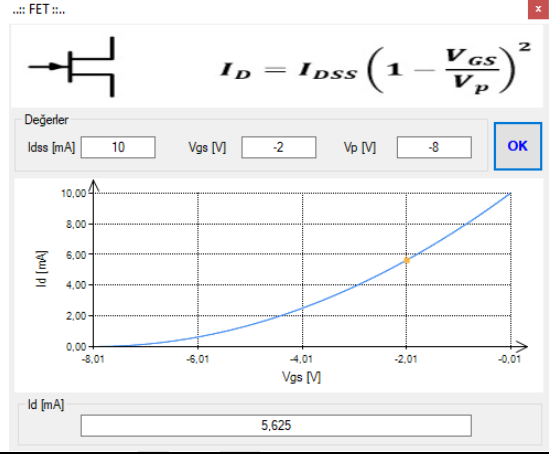 ..:: FET ::..
x
I_D = I_DSS (1 - V_GS / V_p)^2
Değerler
Idss [mA] 10 Vgs [V] -2 Vp [V] -8 OK
10,00
8,00
6,00
4,00
2,00
0,00
Id [mA]
-8,01 -6,01 -4,01 -2,01 -0,01
Vgs [V]
Id [mA]
5,625